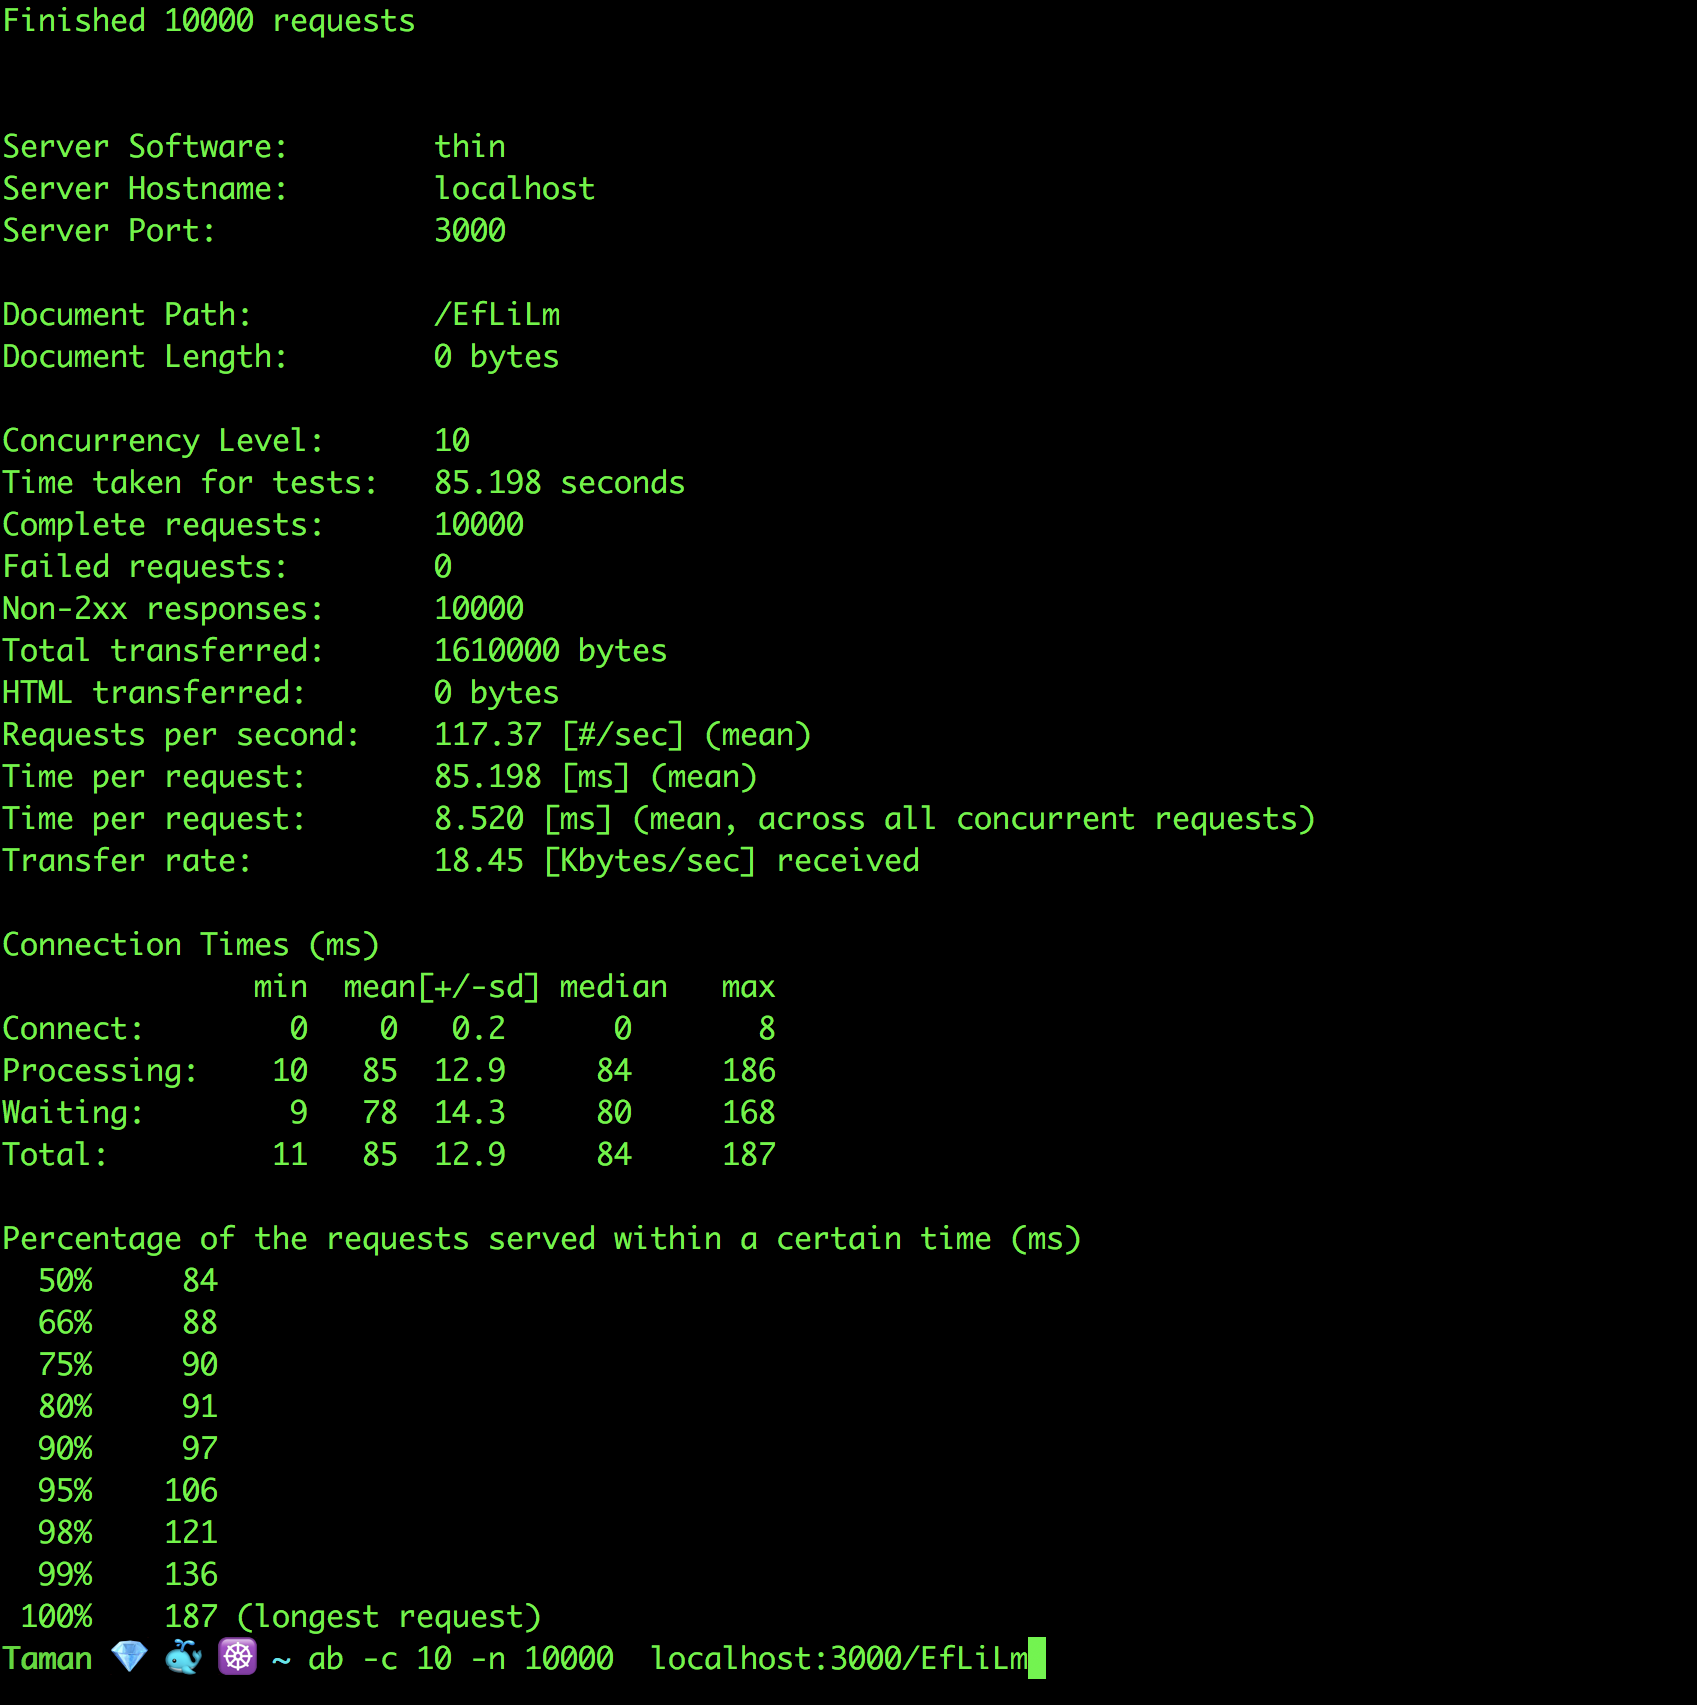 Finished 10000 requests
Server Software:        thin
Server Hostname:        localhost
Server Port:            3000
Document Path:          /EfLiLm
Document Length:        0 bytes
Concurrency Level:      10
Time taken for tests:   85.198 seconds
Complete requests:      10000
Failed requests:        0
Non-2xx responses:      10000
Total transferred:      1610000 bytes
HTML transferred:       0 bytes
Requests per second:    117.37 [#/sec] (mean)
Time per request:       85.198 [ms] (mean)
Time per request:       8.520 [ms] (mean, across all concurrent requests)
Transfer rate:          18.45 [Kbytes/sec] received
Connection Times (ms)
              min  mean[+/-sd] median   max
Connect:        0    0   0.2      0       8
Processing:    10   85  12.9     84     186
Waiting:        9   78  14.3     80     168
Total:         11   85  12.9     84     187
Percentage of the requests served within a certain time (ms)
  50%     84
  66%     88
  75%     90
  80%     91
  90%     97
  95%    106
  98%    121
  99%    136
 100%    187 (longest request)
Taman 💎 🐳 ☸️ ~ ab -c 10 -n 10000  localhost:3000/EfLiLm